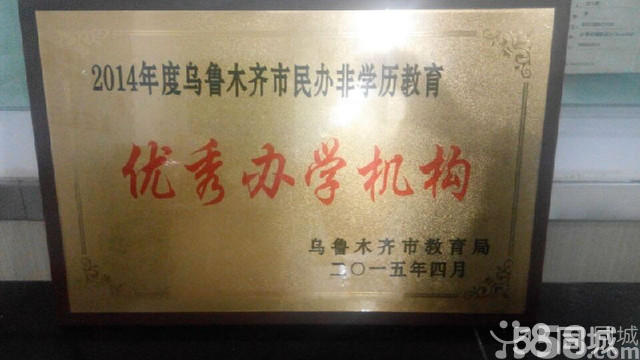 2014年度乌鲁木齐市民办非学历教育
优秀办学机构
乌鲁木齐市教育局
二〇一五年四月
58同城